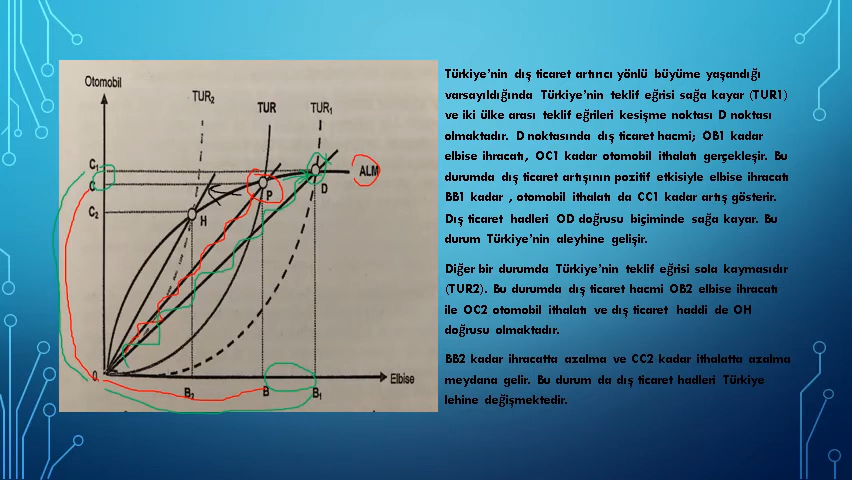 Otomobil
TUR2
TUR
TUR1
C1
C
C2
ALM
P
D
H
0
B2
B
B1
Elbise
Türkiye'nin dış ticaret artırıcı yönlü büyüme yaşandığı
varsayıldığında Türkiye'nin teklif eğrisi sağa kayar (TUR1)
ve iki ülke arası teklif eğrileri kesişme noktası D noktası
olmaktadır. D noktasında dış ticaret hacmi; OB1 kadar
elbise ihracatı, OC1 kadar otomobil ithalatı gerçekleşir. Bu
durumda dış ticaret artışının pozitif etkisiyle elbise ihracatı
BB1 kadar , otomobil ithalatı da CC1 kadar artış gösterir.
Dış ticaret hadleri OD doğrusu biçiminde sağa kayar. Bu
durum Türkiye'nin aleyhine gelişir.
Diğer bir durumda Türkiye'nin teklif eğrisi sola kaymasıdır
(TUR2). Bu durumda dış ticaret hacmi OB2 elbise ihracatı
ile OC2 otomobil ithalatı ve dış ticaret haddi de OH
doğrusu olmaktadır.
BB2 kadar ihracatta azalma ve CC2 kadar ithalatta azalma
meydana gelir. Bu durum da dış ticaret hadleri Türkiye
lehine değişmektedir.